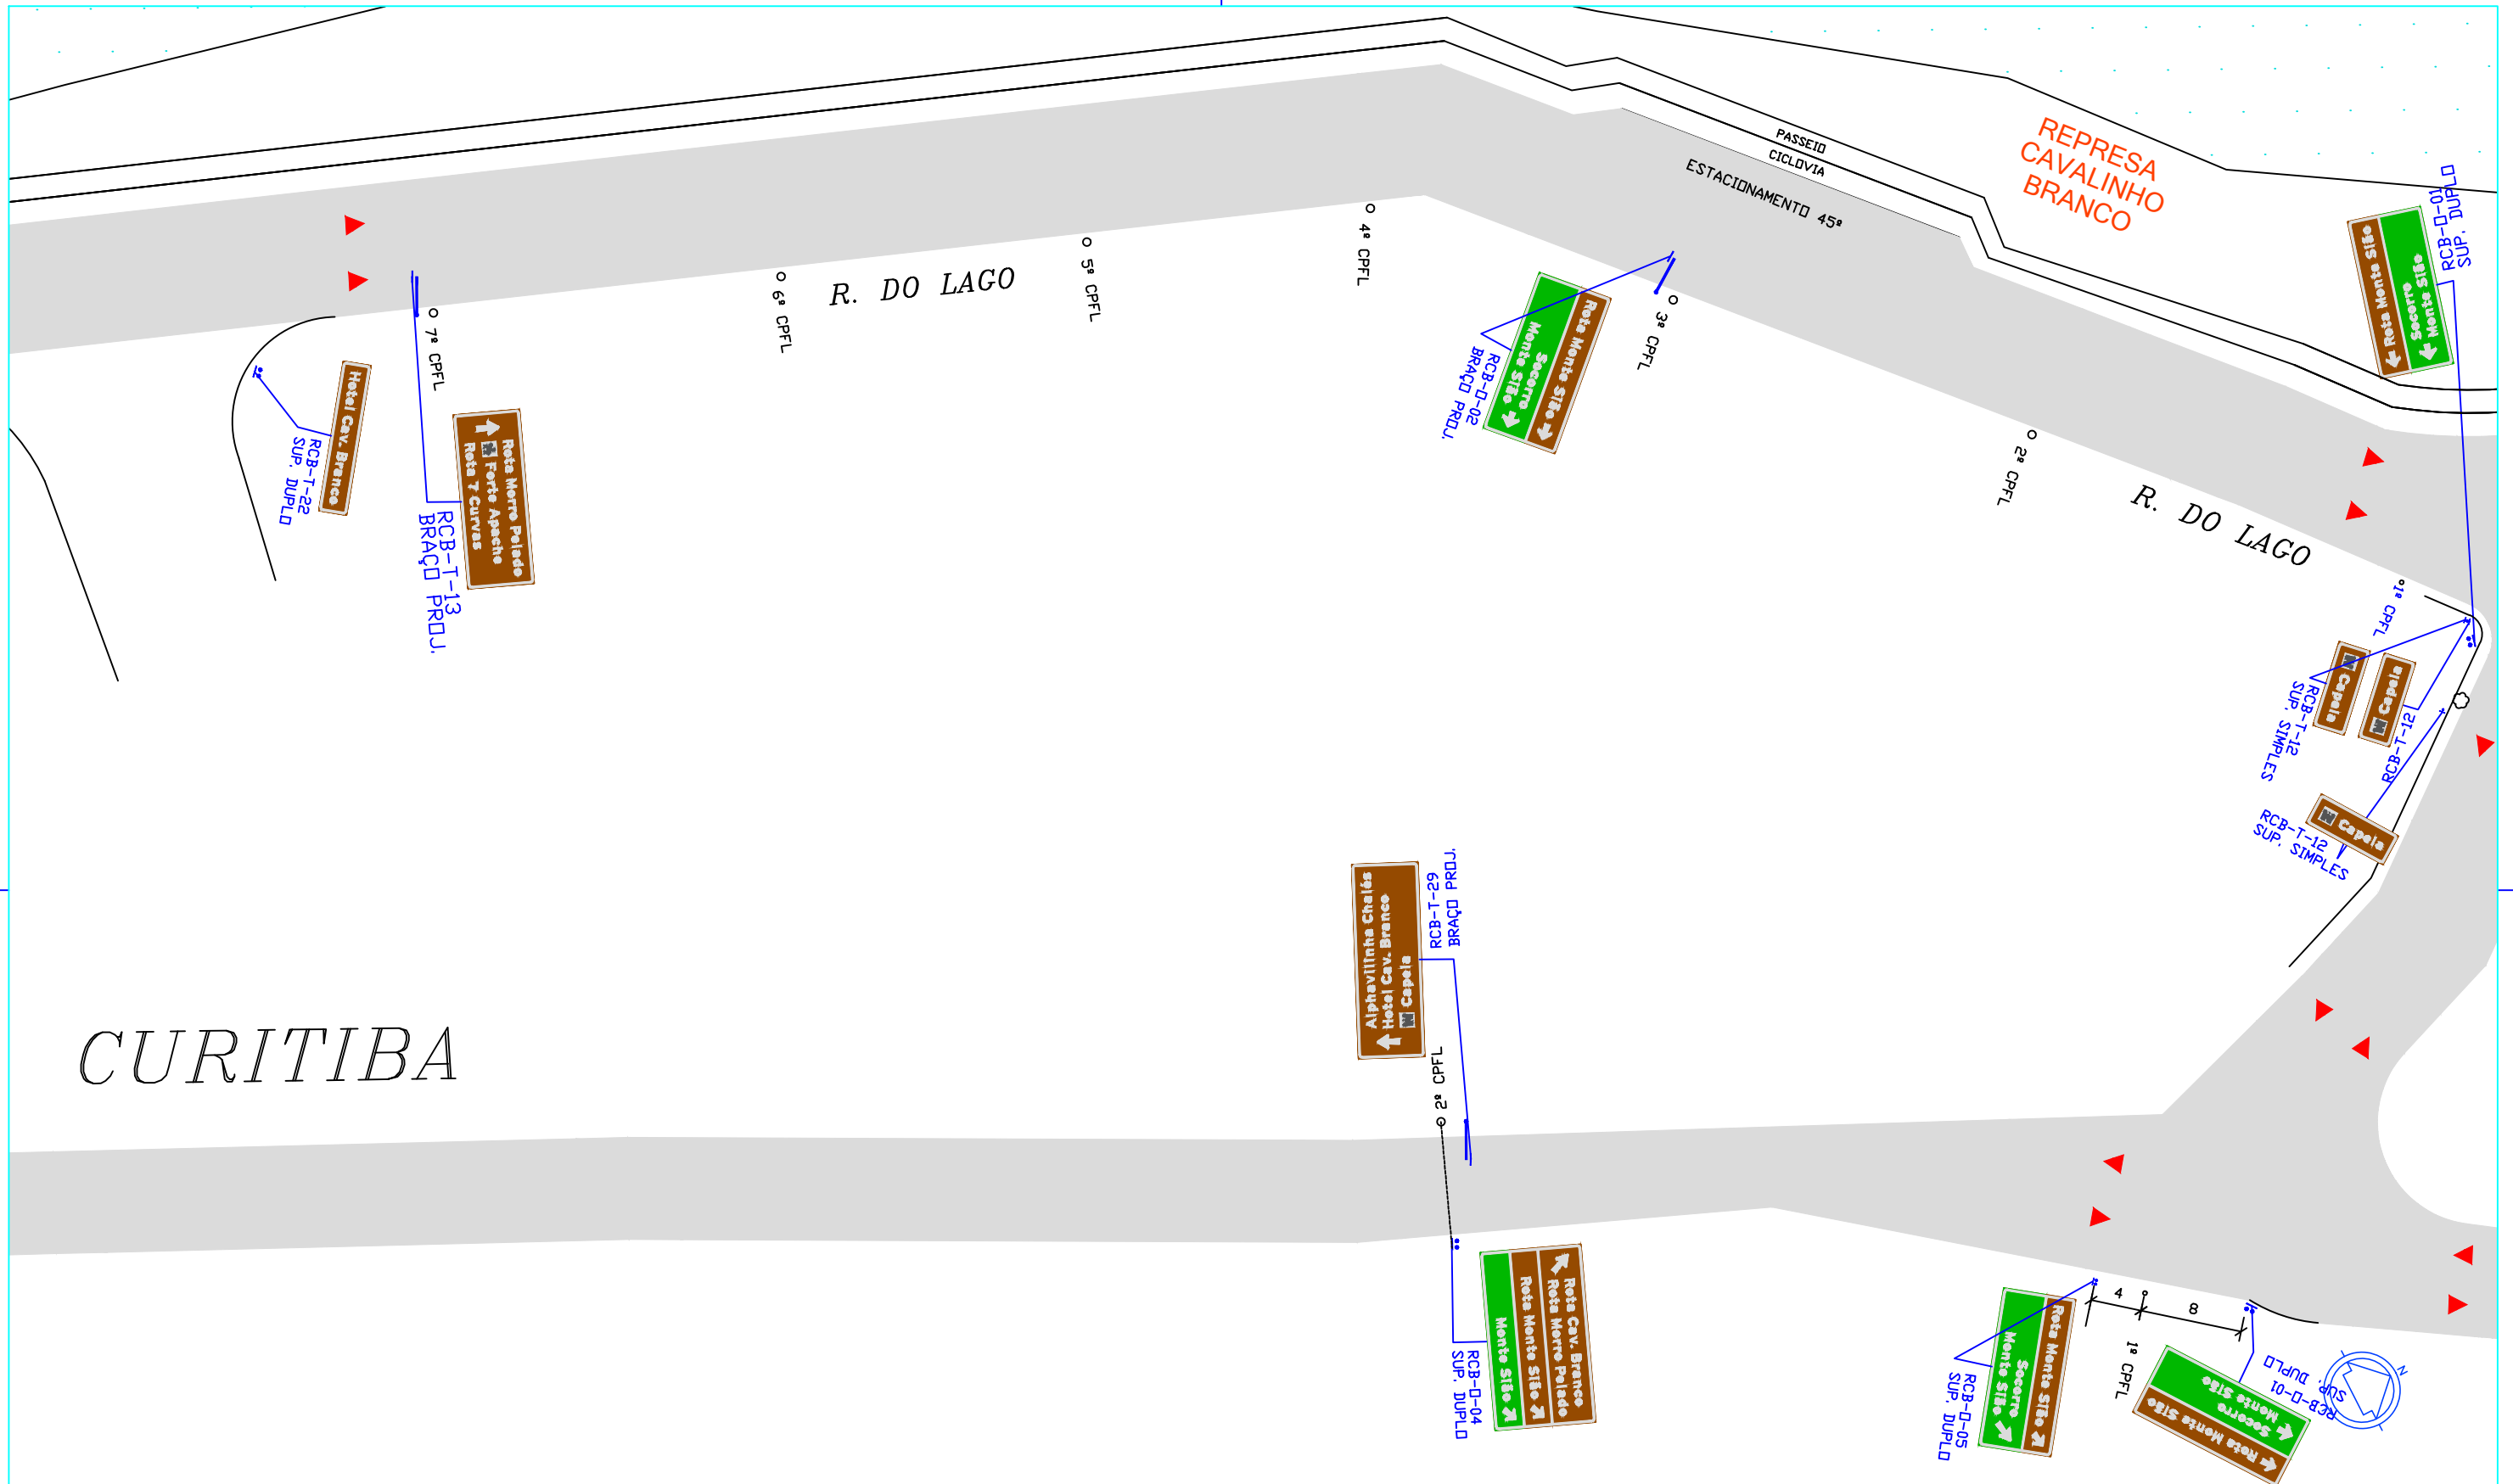 PASSEIO
CICLOVIA
ESTACIONAMENTO 45º
REPRESA
CAVALINHO
BRANCO
RCB-O-01
SUP. DUPLO
Rota Monte Sião
Socorro
Monte Sião
4º CPFL
5º CPFL
6º CPFL
7º CPFL
R. DO LAGO
3º CPFL
Rota Monte Sião
Socorro
Monte Sião
RCB-O-02
BRAÇO PROJ.
2º CPFL
R. DO LAGO
1º CPFL
Hotel Cav. Branco
RCB-T-22
SUP. DUPLO
Rota Morro Pelado
Forte Apache
Rota 7 Curvas
RCB-T-13
BRAÇO PROJ.
Capela
RCB-T-12
SUP. SIMPLES
Capela
RCB-T-12
Capela
RCB-T-12
SUP. SIMPLES
Alphavilinha Chalés
Hotel Cav. Branco
Capela
RCB-T-29
BRAÇO PROJ.
2º CPFL
CURITIBA
Rota Cav. Branco
Rota Morro Pelado
Rota Monte Sião
Monte Sião
RCB-O-04
SUP. DUPLO
Rota Monte Sião
Socorro
Monte Sião
RCB-O-05
SUP. DUPLO
4
8
1º CPFL
RCB-O-01
SUP. DUPLO
Socorro
Monte Sião
Rota Monte Sião
N